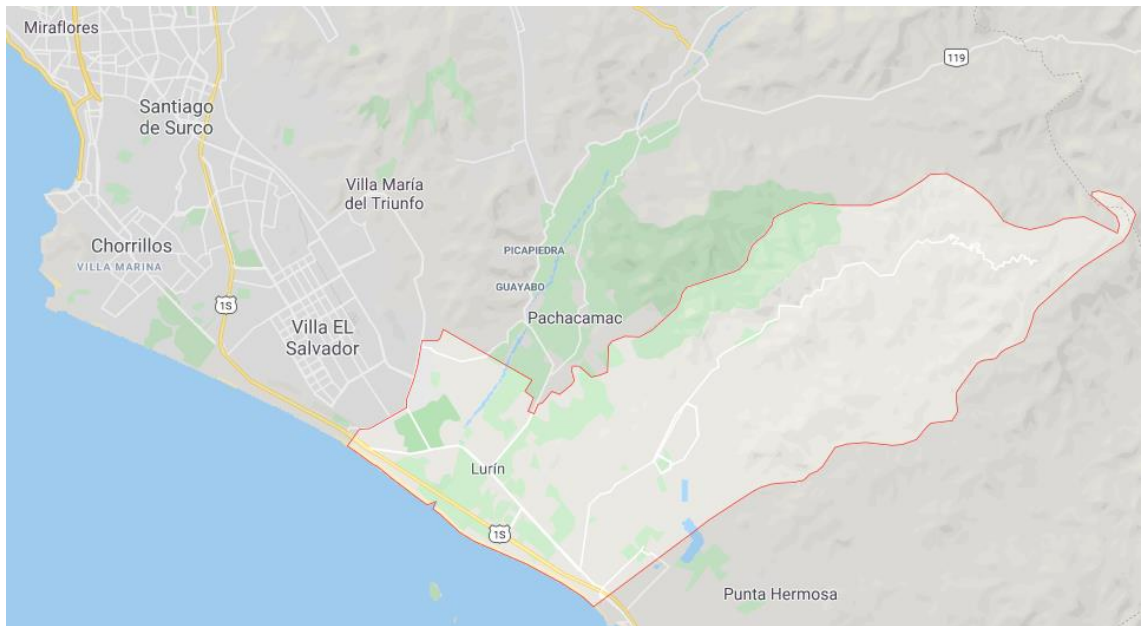 Miraflores
119
Santiago
de Surco
Villa María
del Triunfo
Chorrillos
VILLA MARINA
PICAPIEDRA
GUAYABO
1S
Pachacamac
Villa EL
Salvador
Lurín
1S
Punta Hermosa